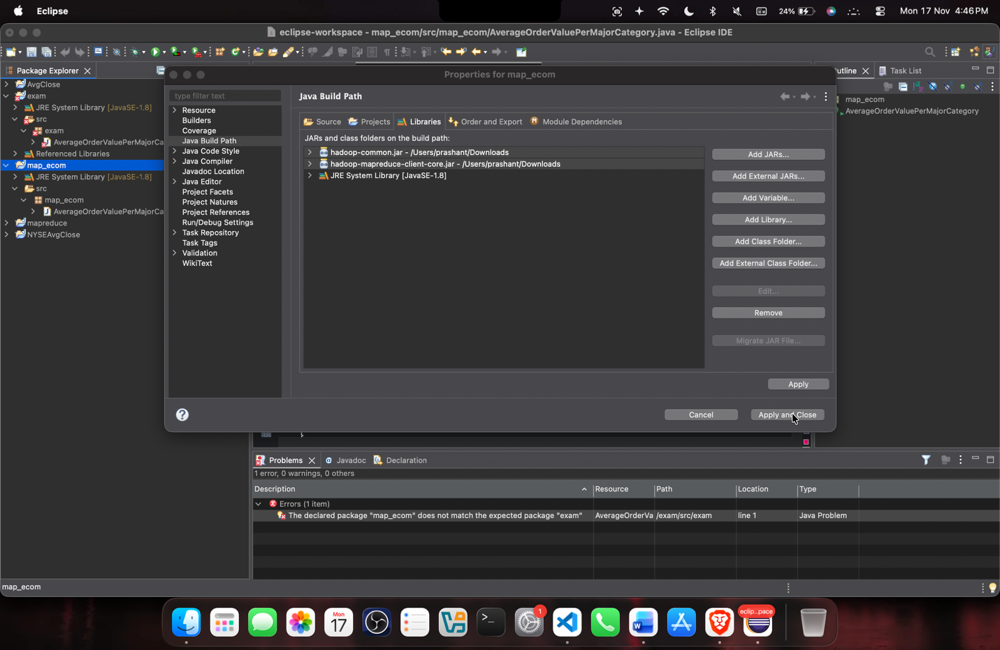 Eclipse
24%
Mon 17 Nov 4:46 PM
eclipse-workspace - map_ecom/src/map_ecom/AverageOrderValuePerMajorCategory.java - Eclipse IDE
Package Explorer
AvgClose
exam
JRE System Library [JavaSE-1.8]
src
exam
AverageOrderValuePerMajorCa
Referenced Libraries
map_ecom
JRE System Library [JavaSE-1.8]
src
map_ecom
AverageOrderValuePerMajorCa
mapreduce
NYSEAvgClose
Properties for map_ecom
type filter text
Resource
Builders
Coverage
Java Build Path
Java Code Style
Java Compiler
Javadoc Location
Java Editor
Project Facets
Project Natures
Project References
Run/Debug Settings
Task Repository
Task Tags
Validation
WikiText
Java Build Path
Source
Projects
Libraries
Order and Export
Module Dependencies
JARs and class folders on the build path:
hadoop-common.jar - /Users/prashant/Downloads
hadoop-mapreduce-client-core.jar - /Users/prashant/Downloads
JRE System Library [JavaSE-1.8]
Add JARs...
Add External JARs...
Add Variable...
Add Library...
Add Class Folder...
Add External Class Folder...
Edit...
Remove
Migrate JAR File...
Apply
Cancel
Apply and Close
utline
Task List
map_ecom
AverageOrderValuePerMajorCategory
Problems
Javadoc
Declaration
1 error, 0 warnings, 0 others
Description
Resource
Path
Location
Type
Errors (1 item)
The declared package "map_ecom" does not match the expected package "exam"
AverageOrderVa
/exam/src/exam
line 1
Java Problem
map_ecom
Mon
17
1
eclip...pace